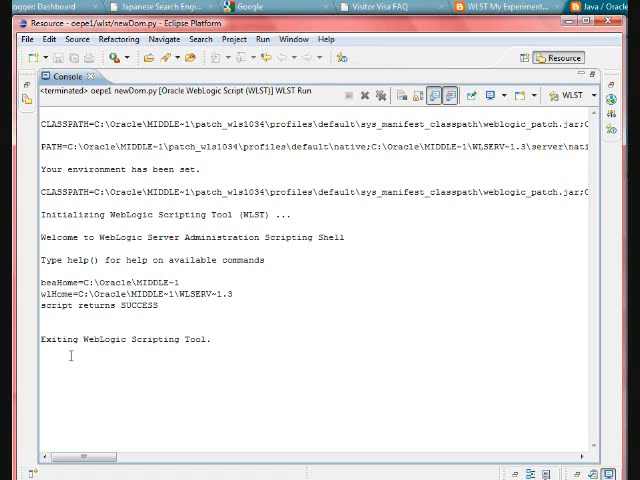 ogger: Dashboard
Japanese Search Engi...
Google
Visitor Visa FAQ
WLST My Experiment...
Java / Oracle
Resource - oepe1/wlst/newDom.py - Eclipse Platform
File Edit Source Refactoring Navigate Search Project Run Window Help
Resource
Console
<terminated> oepe1 newDom.py [Oracle WebLogic Script (WLST)] WLST Run
WLST
CLASSPATH=C:\Oracle\MIDDLE~1\patch_wls1034\profiles\default\sys_manifest_classpath\weblogic_patch.jar;C
PATH=C:\Oracle\MIDDLE~1\patch_wls1034\profiles\default\native;C:\Oracle\MIDDLE~1\WLSERV~1.3\server\nati
Your environment has been set.
CLASSPATH=C:\Oracle\MIDDLE~1\patch_wls1034\profiles\default\sys_manifest_classpath\weblogic_patch.jar;C
Initializing WebLogic Scripting Tool (WLST) ...
Welcome to WebLogic Server Administration Scripting Shell
Type help() for help on available commands
beaHome=C:\Oracle\MIDDLE~1
wlHome=C:\Oracle\MIDDLE~1\WLSERV~1.3
script returns SUCCESS
Exiting WebLogic Scripting Tool.